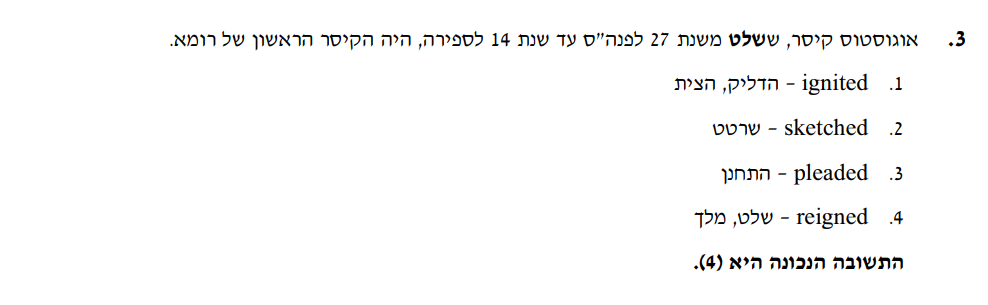 3. אוגוסטוס קיסר, ששלט משנת 27 לפנה"ס עד שנת 14 לספירה, היה הקיסר הראשון של רומא.
1. ignited – הדליק, הצית
2. sketched – שרטט
3. pleaded – התחנן
4. reigned – שלט, מלך
התשובה הנכונה היא (4).